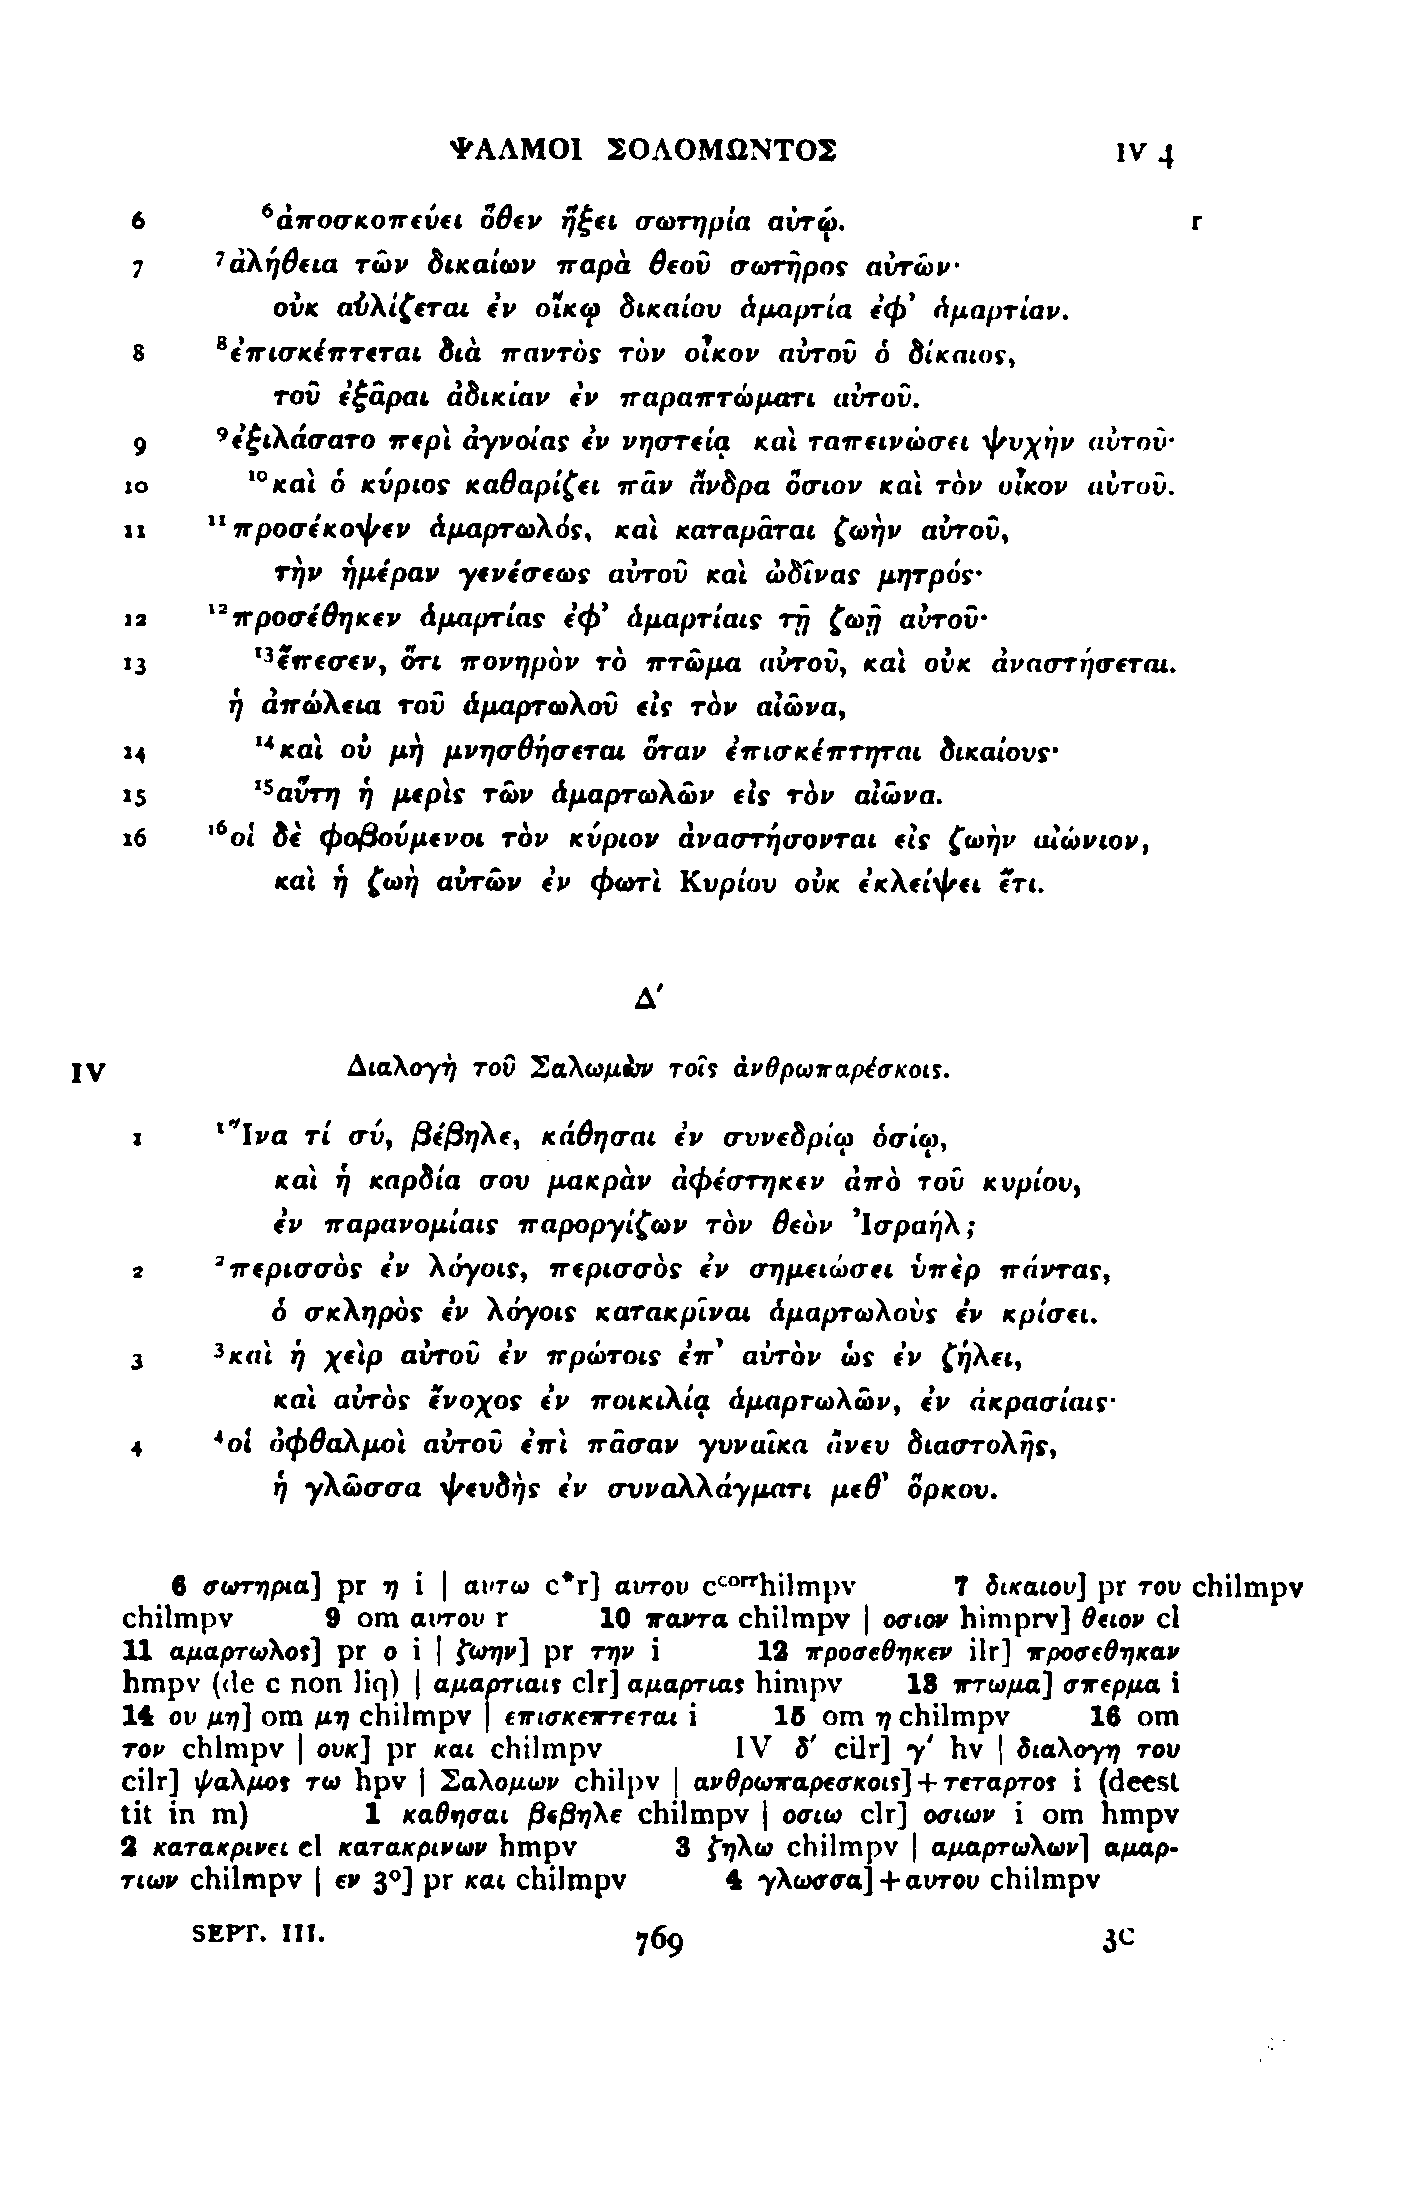 ΨΑΛΜΟΙ ΣΟΛΟΜΩΝΤΟΣ IV 4
6 ⁶ἀποσκοπεύει ὅθεν ἥξει σωτηρία αὐτῷ. r
7 ⁷ἀλήθεια τῶν δικαίων παρὰ θεοῦ σωτῆρος αὐτῶν·
οὐκ αὐλίζεται ἐν οἴκῳ δικαίου ἁμαρτία ἐφ’ ἁμαρτίαν.
8 ⁸ἐπισκέπτεται διὰ παντὸς τὸν οἶκον αὐτοῦ ὁ δίκαιος,
τοῦ ἐξᾶραι ἀδικίαν ἐν παραπτώματι αὐτοῦ.
9 ⁹ἐξιλάσατο περὶ ἀγνοίας ἐν νηστείᾳ καὶ ταπεινώσει ψυχὴν αὐτοῦ·
10 ¹⁰καὶ ὁ κύριος καθαρίζει πᾶν ἄνδρα ὅσιον καὶ τὸν οἶκον αὐτοῦ.
11 ¹¹προσέκοψεν ἁμαρτωλός, καὶ καταρᾶται ζωὴν αὐτοῦ,
τὴν ἡμέραν γενέσεως αὐτοῦ καὶ ὠδῖνας μητρός·
12 ¹²προσέθηκεν ἁμαρτίας ἐφ’ ἁμαρτίαις τῇ ζωῇ αὐτοῦ·
13 ¹³ἔπεσεν, ὅτι πονηρὸν τὸ πτῶμα αὐτοῦ, καὶ οὐκ ἀναστήσεται.
ἡ ἀπώλεια τοῦ ἁμαρτωλοῦ εἰς τὸν αἰῶνα,
14 ¹⁴καὶ οὐ μὴ μνησθήσεται ὅταν ἐπισκέπτηται δικαίους·
15 ¹⁵αὕτη ἡ μερὶς τῶν ἁμαρτωλῶν εἰς τὸν αἰῶνα.
16 ¹⁶οἱ δὲ φοβούμενοι τὸν κύριον ἀναστήσονται εἰς ζωὴν αἰώνιον,
καὶ ἡ ζωὴ αὐτῶν ἐν φωτὶ Κυρίου οὐκ ἐκλείψει ἔτι.
Δ′
IV Διαλογὴ τοῦ Σαλωμὼν τοῖς ἀνθρωπαρέσκοις.
1 ¹Ἵνα τί σύ, βέβηλε, κάθησαι ἐν συνεδρίῳ ὁσίῳ,
καὶ ἡ καρδία σου μακρὰν ἀφέστηκεν ἀπὸ τοῦ κυρίου,
ἐν παρανομίαις παροργίζων τὸν θεὸν Ἰσραήλ;
2 ²περισσὸς ἐν λόγοις, περισσὸς ἐν σημειώσει ὑπὲρ πάντας,
ὁ σκληρὸς ἐν λόγοις κατακρῖναι ἁμαρτωλοὺς ἐν κρίσει.
3 ³καὶ ἡ χεὶρ αὐτοῦ ἐν πρώτοις ἐπ’ αὐτὸν ὡς ἐν ζήλει,
καὶ αὐτὸς ἔνοχος ἐν ποικιλίᾳ ἁμαρτωλῶν, ἐν ἀκρασίαις·
4 ⁴οἱ ὀφθαλμοὶ αὐτοῦ ἐπὶ πᾶσαν γυναῖκα ἄνευ διαστολῆς,
ἡ γλῶσσα ψευδὴς ἐν συναλλάγματι μεθ’ ὅρκου.
6 σωτηρια] pr η i | αυτω c*r] αυτου cᶜᵒʳʳhilmpv 7 δικαιου] pr του chilmpv
chilmpv 9 om αυτου r 10 παντα chilmpv | οσιον himprv] θειον cl
11 αμαρτωλος] pr ο i | ζωην] pr την i 12 προσεθηκεν ilr] προσεθηκαν
hmpv (de c non liq) | αμαρτιαις clr] αμαρτιας himpv 13 πτωμα] σπερμα i
14 ου μη] om μη chilmpv | επισκεπτεται i 15 om η chilmpv 16 om
τον chlmpv | ουκ] pr και chilmpv IV δ′ cilr] γ′ hv | διαλογη του
cilr] ψαλμος τω hpv | Σαλομων chilpv | ανθρωπαρεσκοις]+τεταρτος i (deest
tit in m) 1 καθησαι βεβηλε chilmpv | οσιω clr] οσιων i om hmpv
2 κατακρινει cl κατακρινων hmpv 3 ζηλω chilmpv | αμαρτωλων] αμαρ-
τιων chilmpv | εν 3°] pr και chilmpv 4 γλωσσα]+αυτου chilmpv
SEPT. III. 769 3C